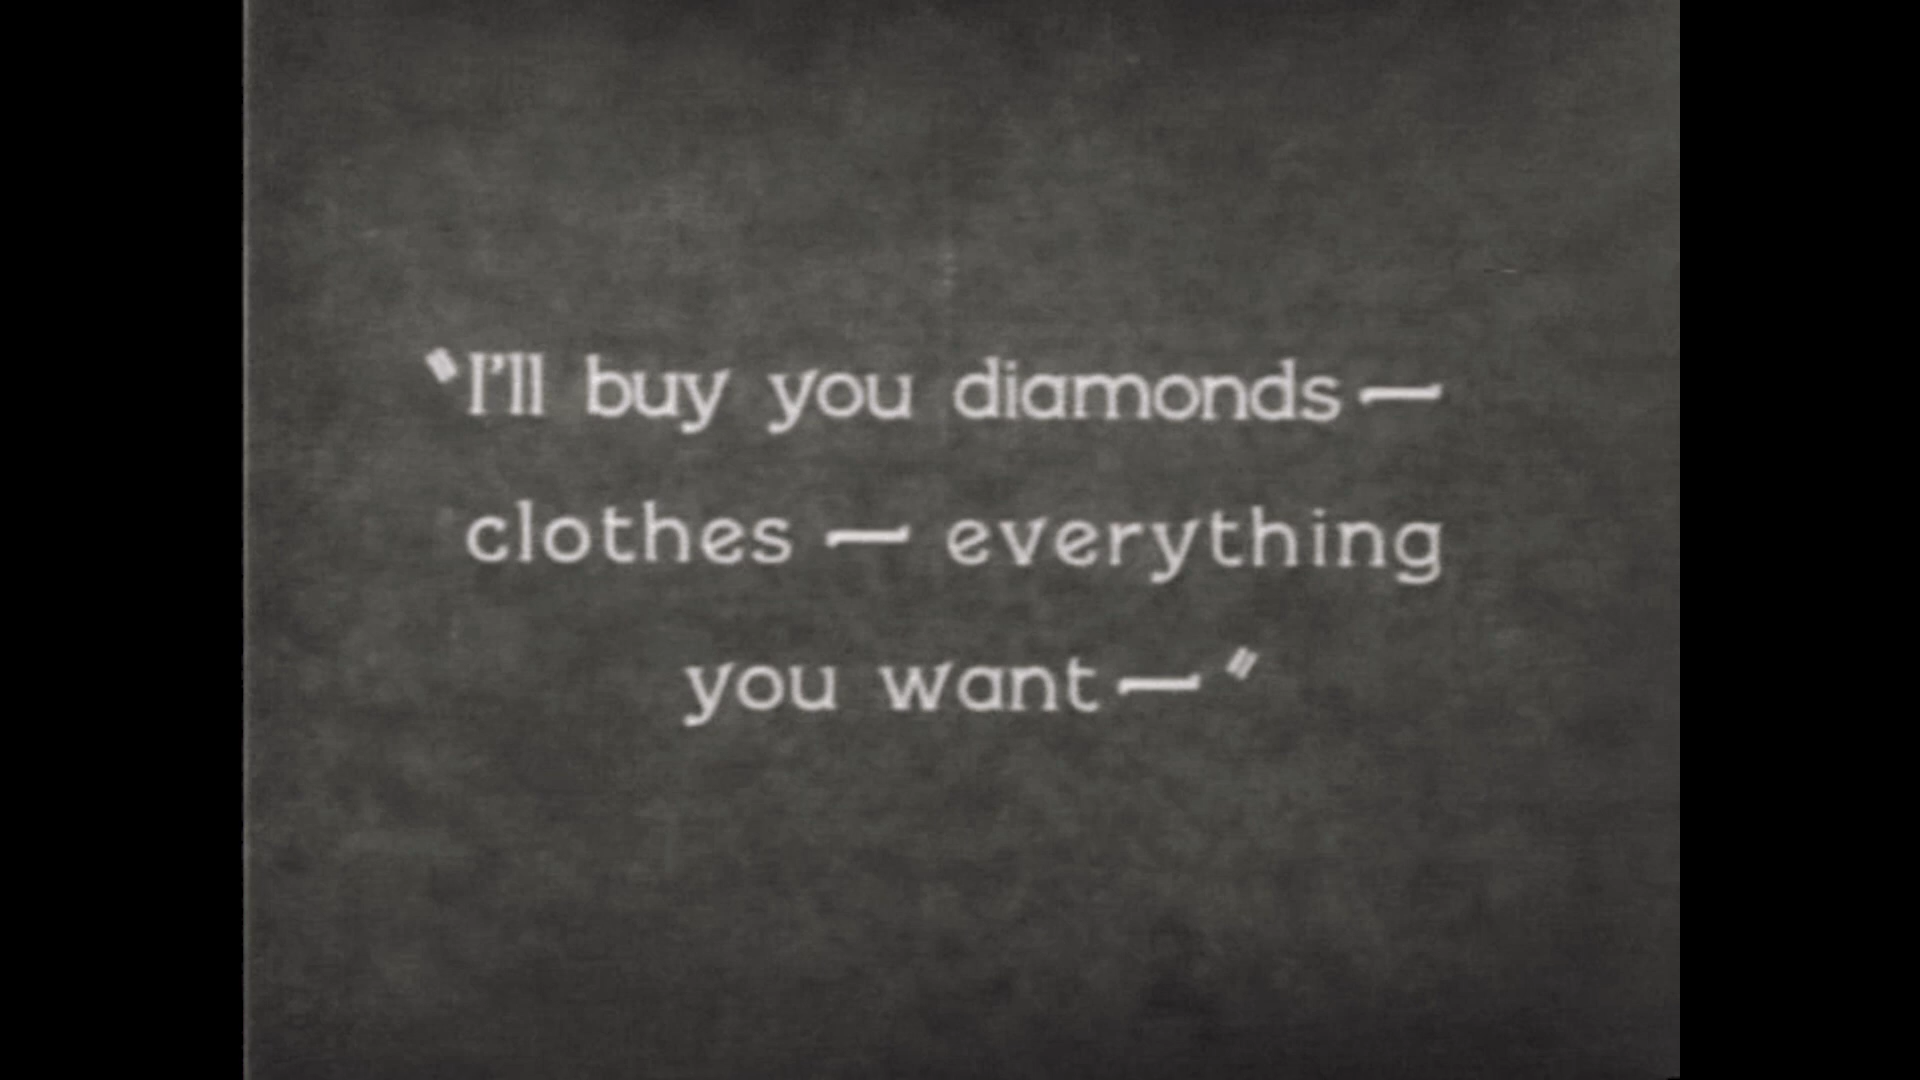 "I'll buy you diamonds—
clothes — everything
you want—"